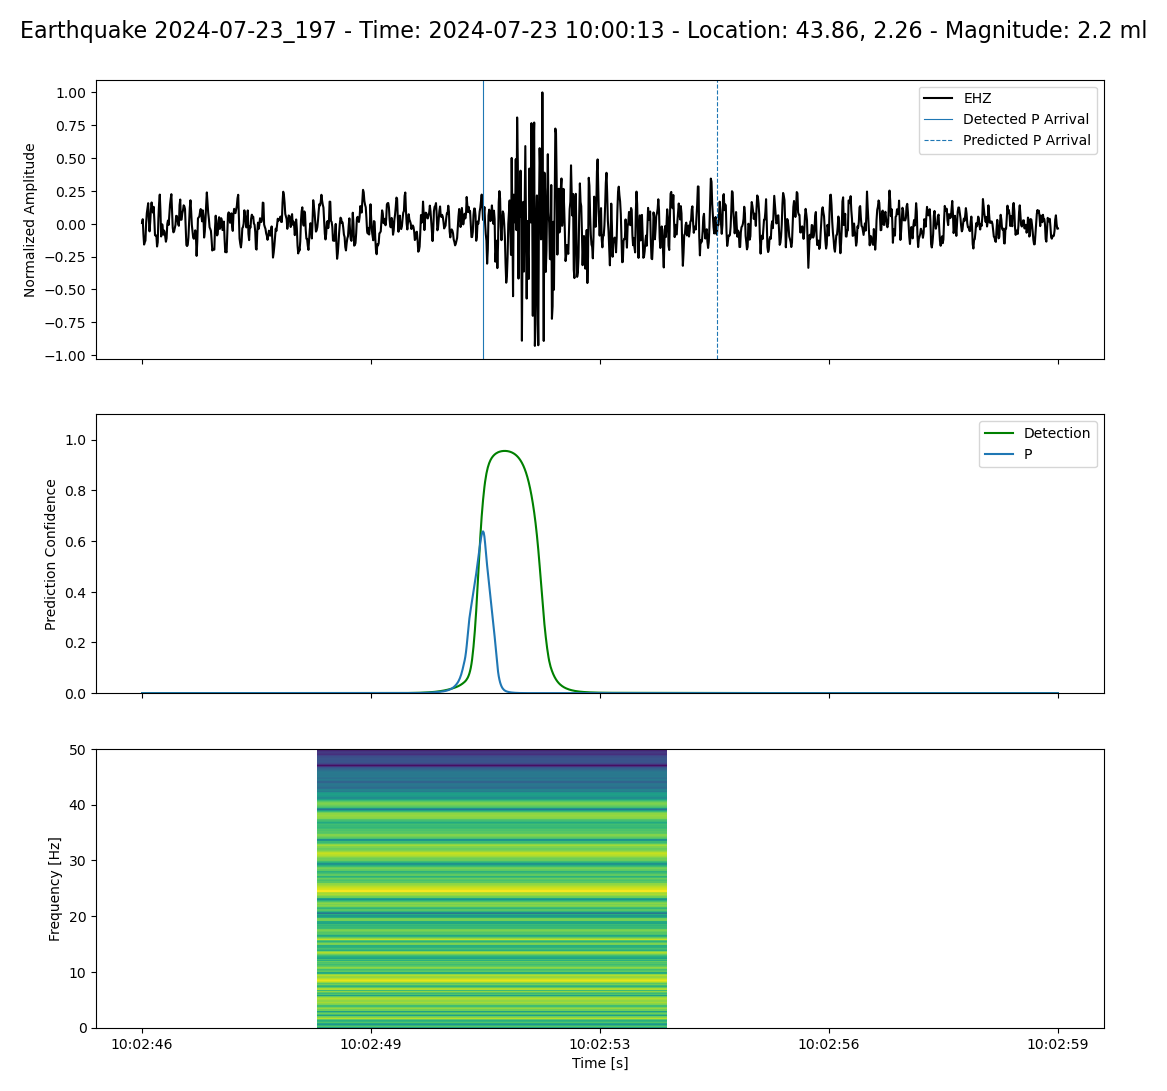 Earthquake 2024-07-23_197 - Time: 2024-07-23 10:00:13 - Location: 43.86, 2.26 - Magnitude: 2.2 ml
Normalized Amplitude
1.00
0.75
0.50
0.25
0.00
−0.25
−0.50
−0.75
−1.00
EHZ
Detected P Arrival
Predicted P Arrival
Prediction Confidence
1.0
0.8
0.6
0.4
0.2
0.0
Detection
P
Frequency [Hz]
50
40
30
20
10
0
10:02:46
10:02:49
10:02:53
10:02:56
10:02:59
Time [s]